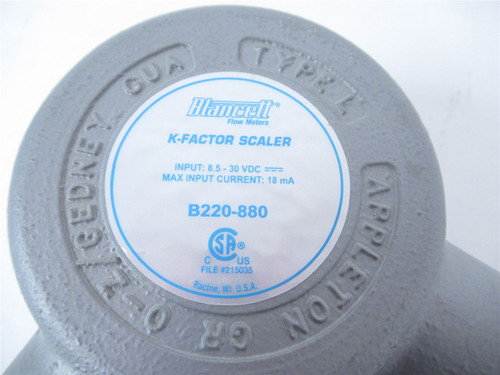 Blancett®
Flow Meters
K-FACTOR SCALER
INPUT: 8.5 - 30 VDC ⎓
MAX INPUT CURRENT: 18 mA
B220-880
CSA®
C US
FILE #215035
Racine, WI U.S.A.
O-Z/GEDNEY CUA TYPE L
APPLETON GR